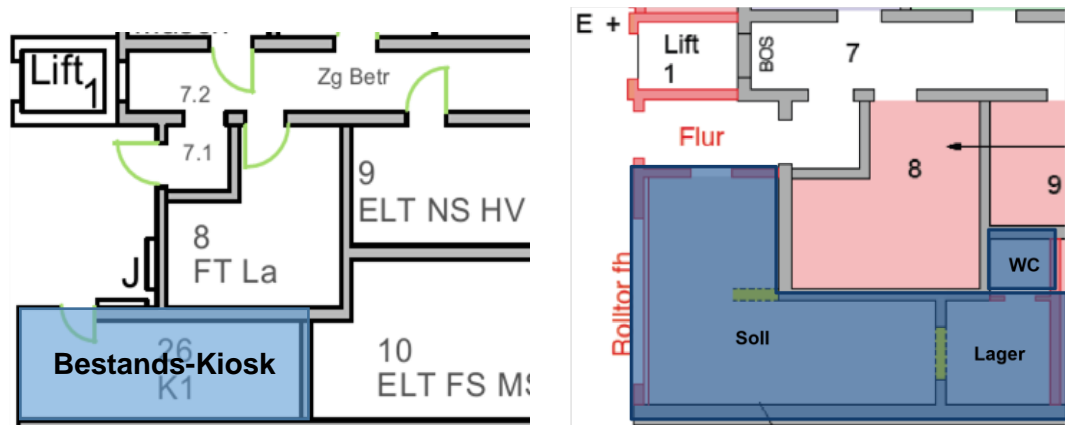 Lift
1
7.2
Zg Betr
7.1
9
ELT NS HV
8
FT La
J
26
Bestands-Kiosk
K1
10
ELT FS MS
E +
Lift
1
BOS
7
Flur
8
9
WC
Rolltor fh
Soll
Lager